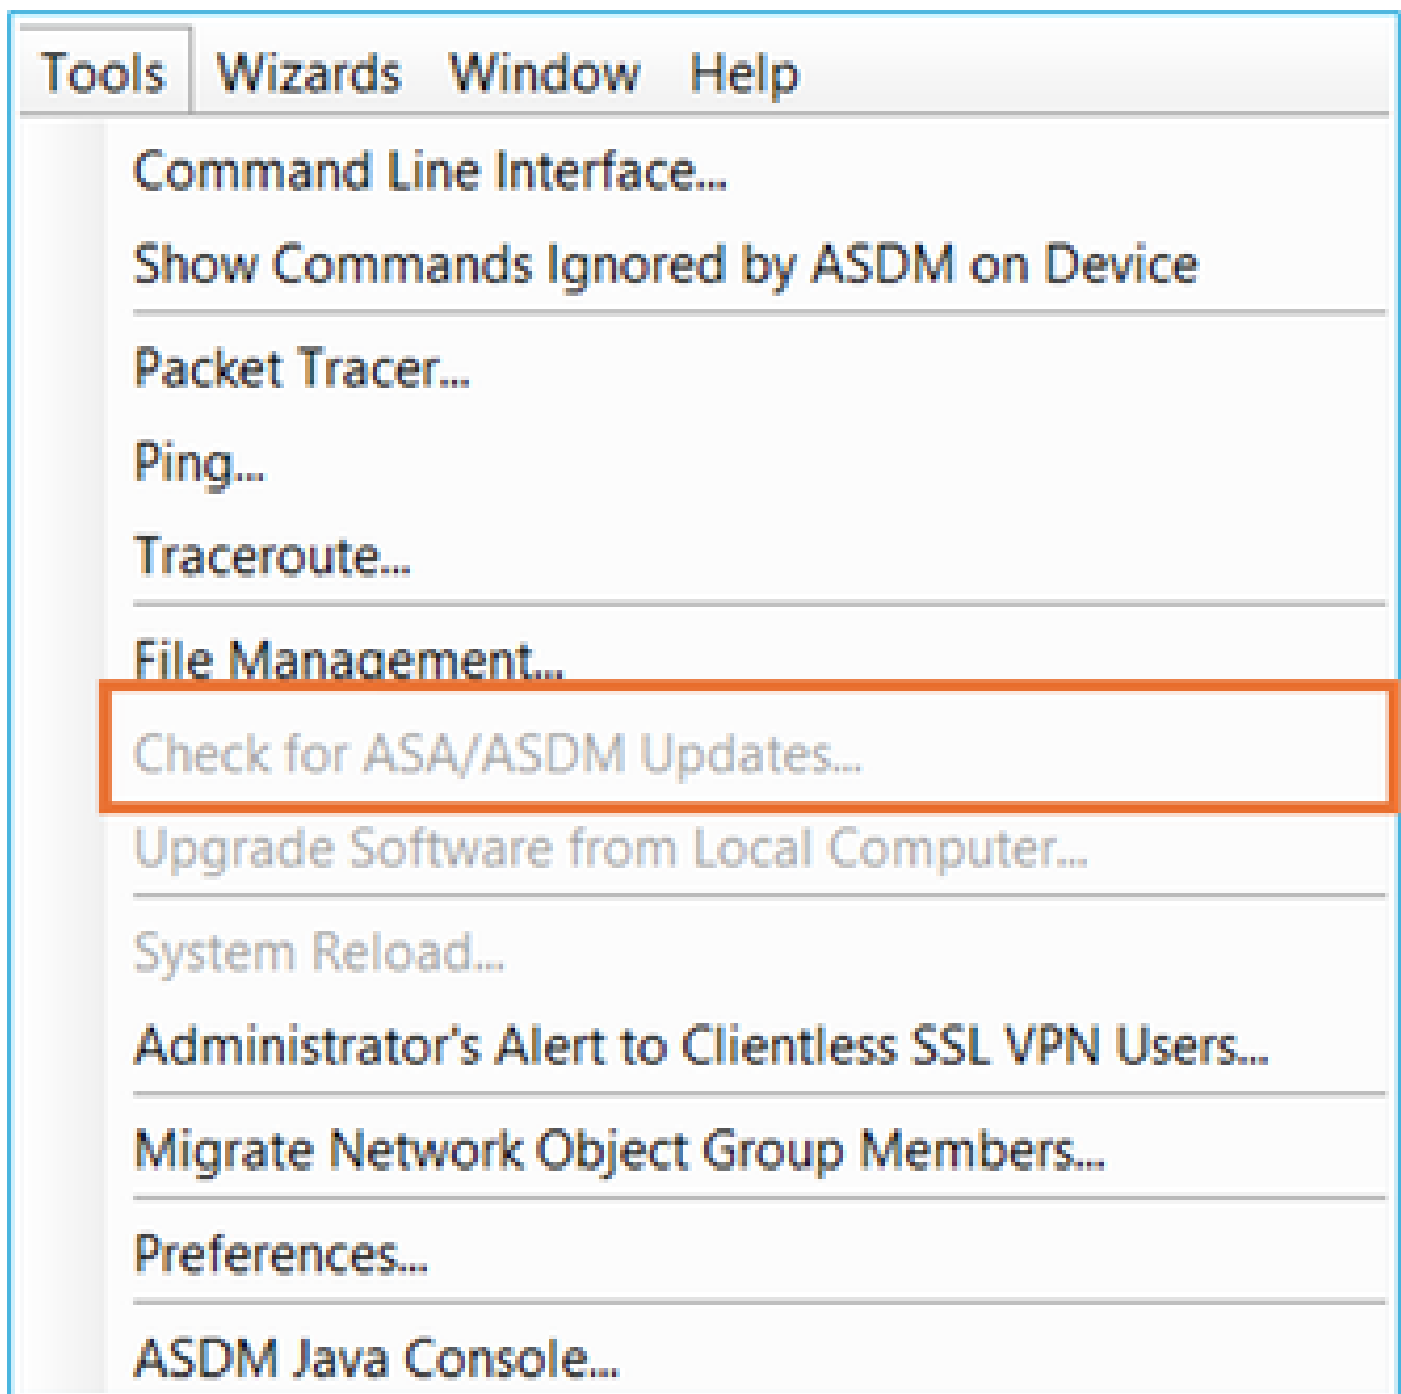 Tools Wizards Window Help
Command Line Interface...
Show Commands Ignored by ASDM on Device
Packet Tracer...
Ping...
Traceroute...
File Management...
Check for ASA/ASDM Updates...
Upgrade Software from Local Computer...
System Reload...
Administrator's Alert to Clientless SSL VPN Users...
Migrate Network Object Group Members...
Preferences...
ASDM Java Console...